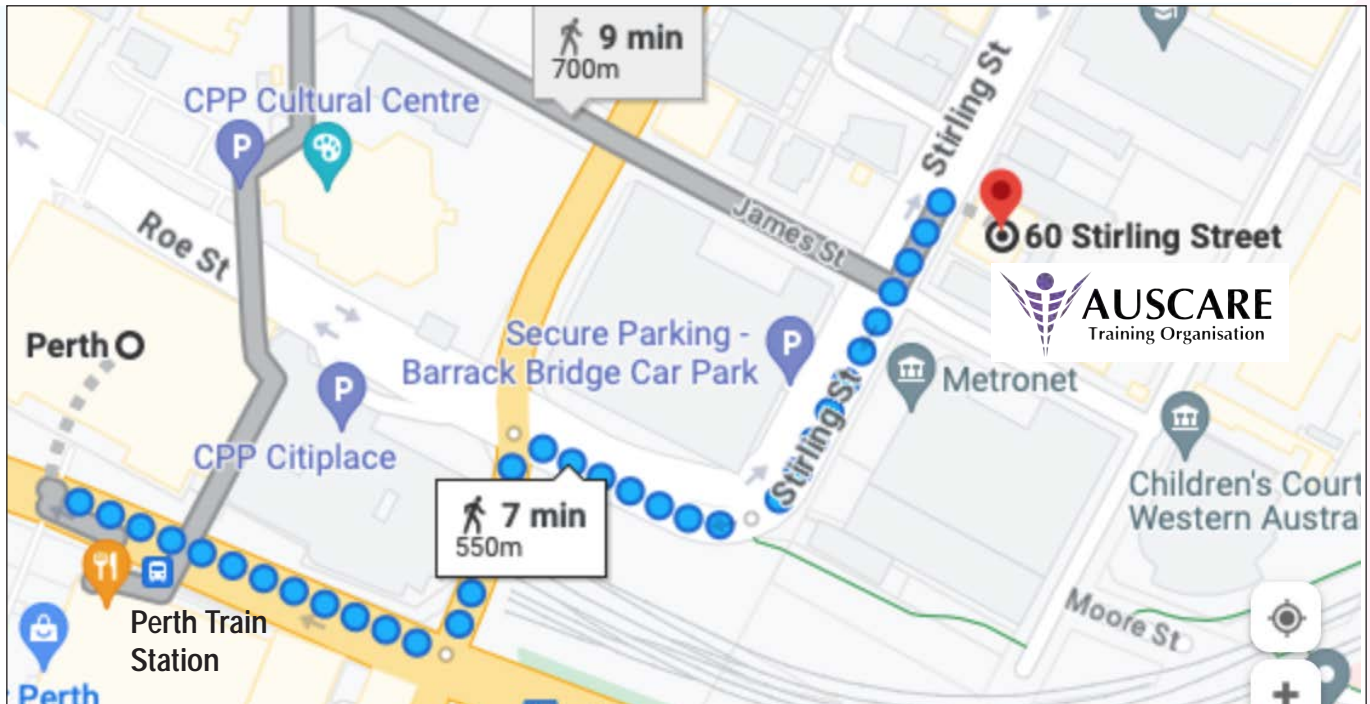 9 min
700m
CPP Cultural Centre
P
Stirling St
Roe St
James St
60 Stirling Street
AUSCARE
Training Organisation
Perth
Secure Parking -
Barrack Bridge Car Park
P
Metronet
P
CPP Citiplace
Stirling St
Children's Court
Western Austra
7 min
550m
Perth Train
Station
Moore St
Perth